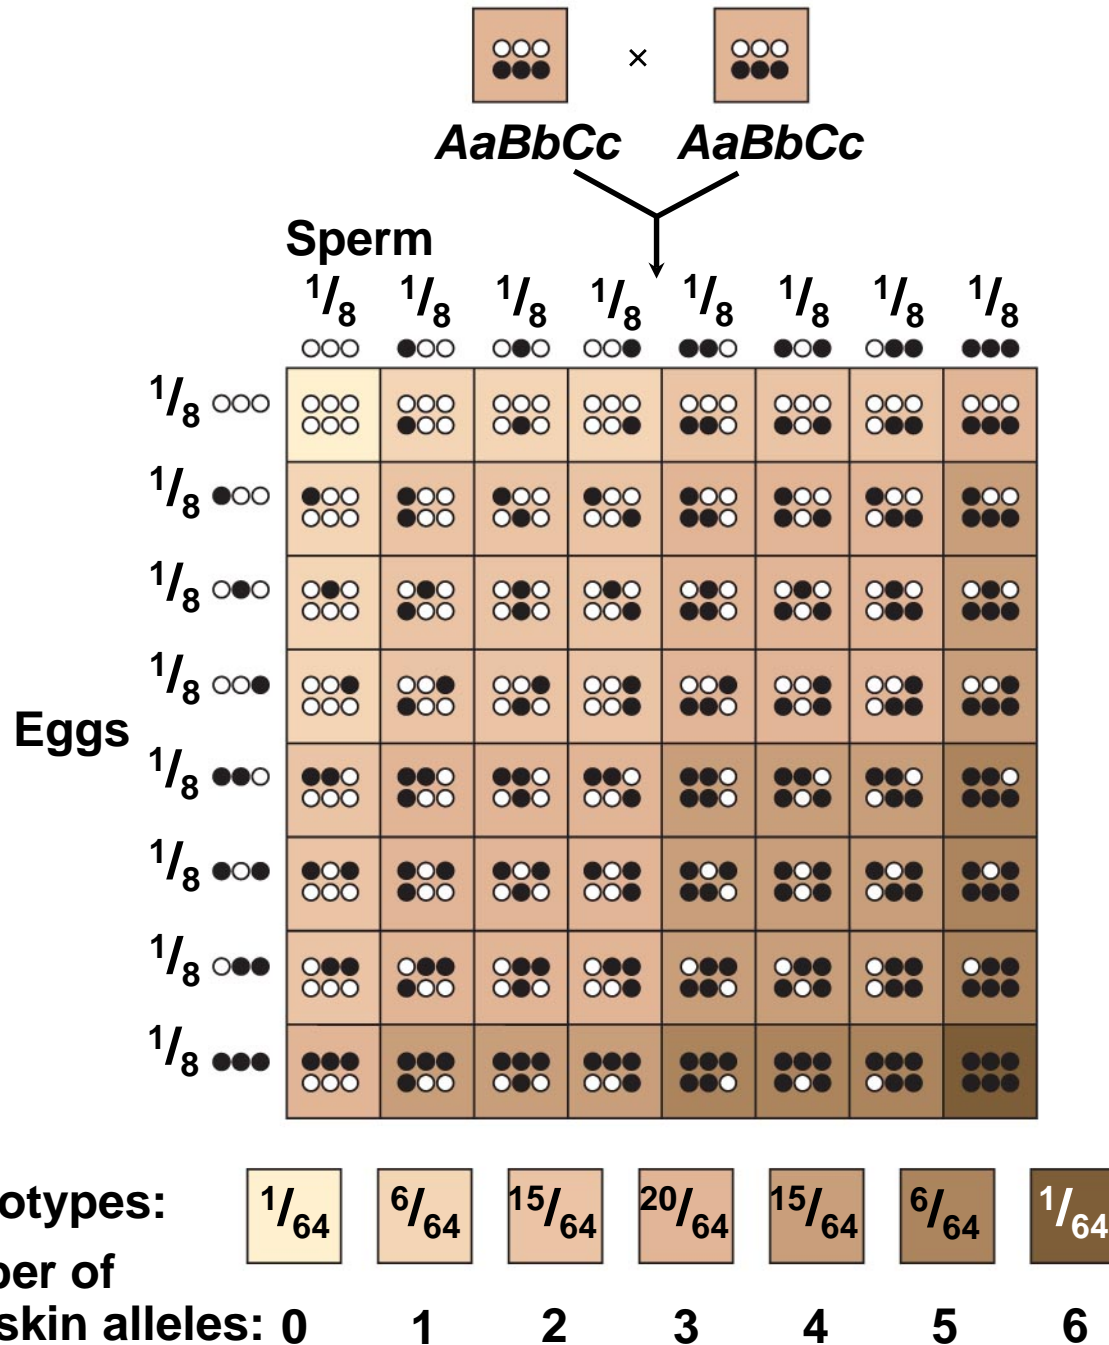 ×
AaBbCc AaBbCc
Sperm
1/8 1/8 1/8 1/8 1/8 1/8 1/8 1/8
1/8
1/8
1/8
1/8
Eggs
1/8
1/8
1/8
1/8
otypes: 1/64 6/64 15/64 20/64 15/64 6/64 1/64
ber of
skin alleles: 0 1 2 3 4 5 6